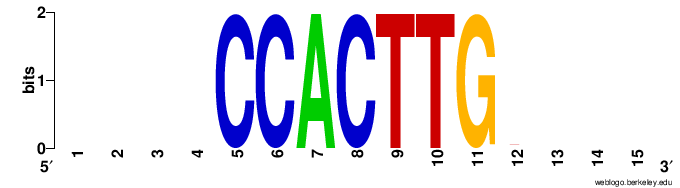 2
bits
1
0
CCACTTG
5′ 1 2 3 4 5 6 7 8 9 10 11 12 13 14 15 3′
weblogo.berkeley.edu